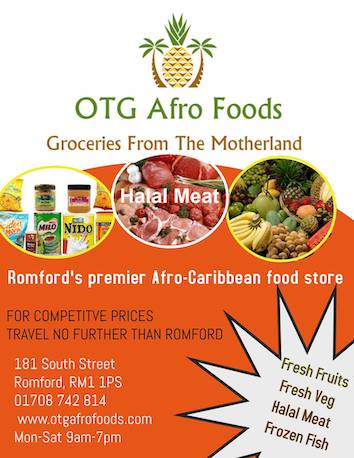 OTG Afro Foods
Groceries From The Motherland
MILO
NIDO
Halal Meat
Romford's premier Afro-Caribbean food store
FOR COMPETITVE PRICES
TRAVEL NO FURTHER THAN ROMFORD
181 South Street
Romford, RM1 1PS
01708 742 814
www.otgafrofoods.com
Mon-Sat 9am-7pm
Fresh Fruits
Fresh Veg
Halal Meat
Frozen Fish